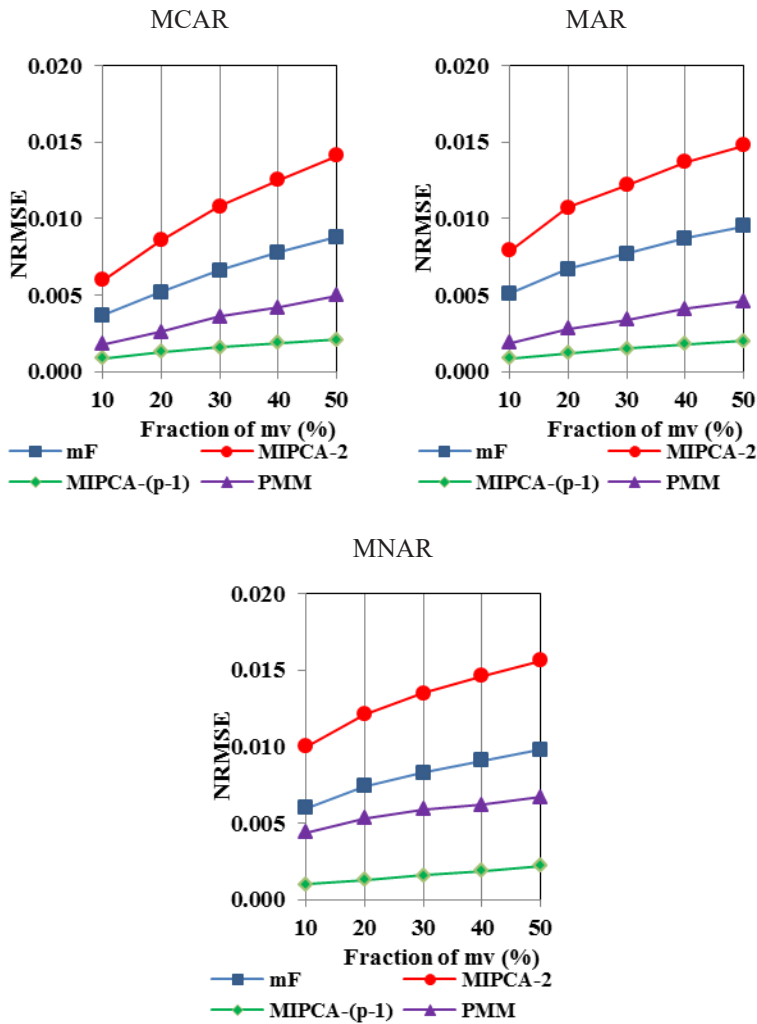 MCAR
0.020
0.015
0.010
0.005
0.000
NRMSE
10 20 30 40 50
Fraction of mv (%)
mF MIPCA-2
MIPCA-(p-1) PMM
MAR
0.020
0.015
0.010
0.005
0.000
NRMSE
10 20 30 40 50
Fraction of mv (%)
mF MIPCA-2
MIPCA-(p-1) PMM
MNAR
0.020
0.015
0.010
0.005
0.000
NRMSE
10 20 30 40 50
Fraction of mv (%)
mF MIPCA-2
MIPCA-(p-1) PMM